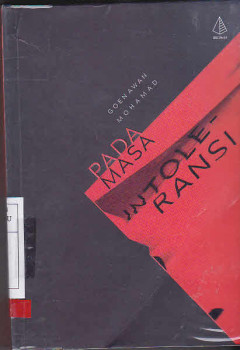 GOENAWAN
MOHAMAD
PADA
MASA
INTOLE-
RANSI